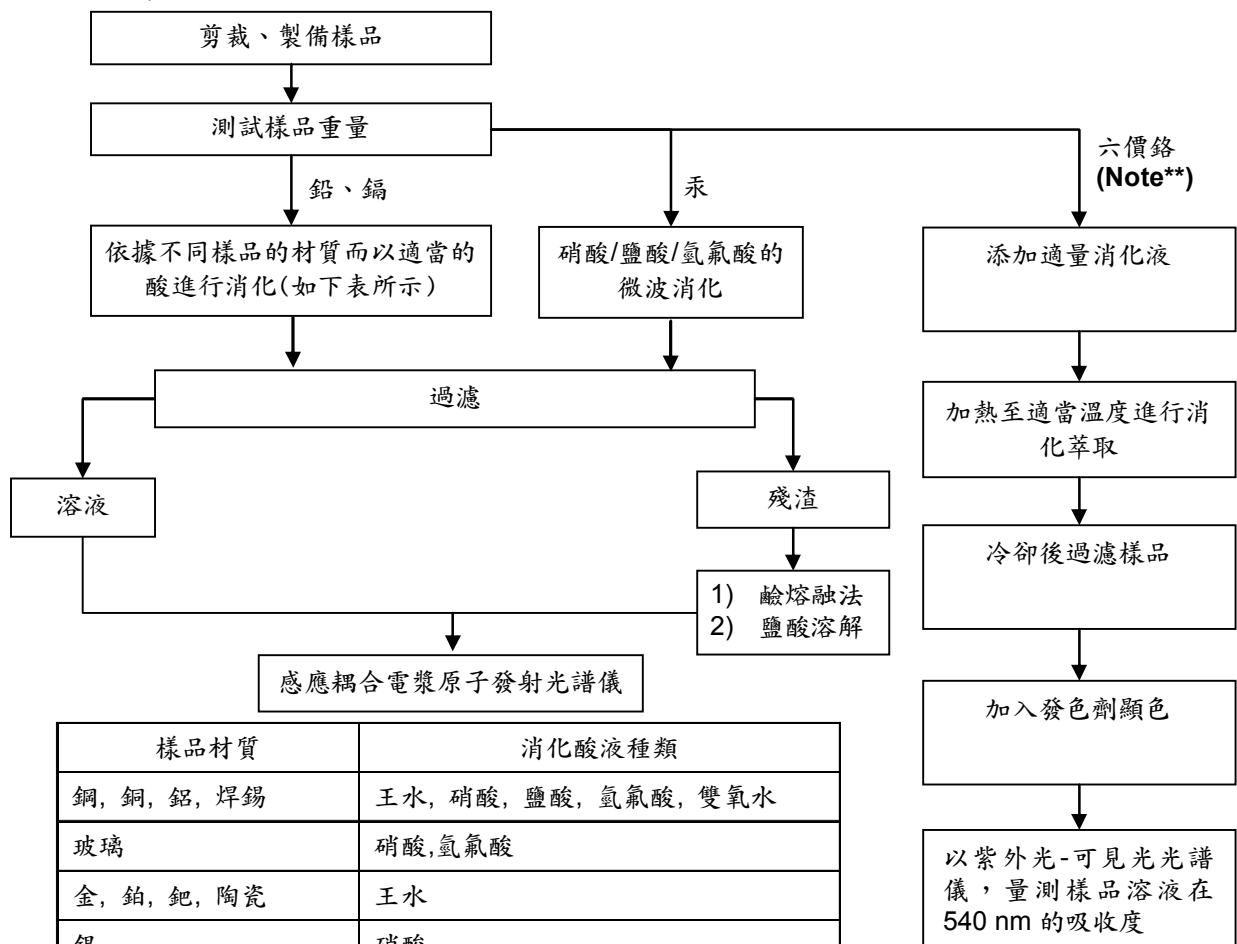 剪裁、製備樣品
測試樣品重量
鉛、鎘
汞
六價鉻
(Note**)
依據不同樣品的材質而以適當的
酸進行消化(如下表所示)
硝酸/鹽酸/氫氟酸的
微波消化
添加適量消化液
過濾
加熱至適當溫度進行消
化萃取
溶液
殘渣
冷卻後過濾樣品
1) 鹼熔融法
2) 鹽酸溶解
感應耦合電漿原子發射光譜儀
加入發色劑顯色
樣品材質 消化酸液種類
鋼, 銅, 鋁, 焊錫 王水, 硝酸, 鹽酸, 氫氟酸, 雙氧水
玻璃 硝酸,氫氟酸
金, 鉑, 鈀, 陶瓷 王水
銀 硝酸
以紫外光-可見光光譜
儀，量測樣品溶液在
540 nm 的吸收度